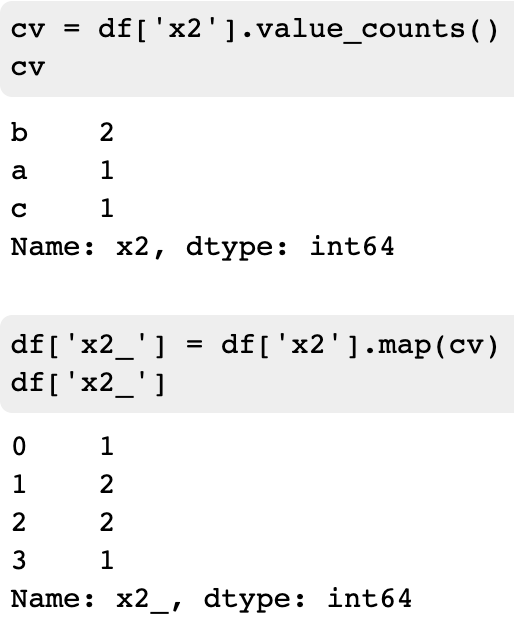 cv = df['x2'].value_counts()
cv
b    2
a    1
c    1
Name: x2, dtype: int64
df['x2_'] = df['x2'].map(cv)
df['x2_']
0    1
1    2
2    2
3    1
Name: x2_, dtype: int64